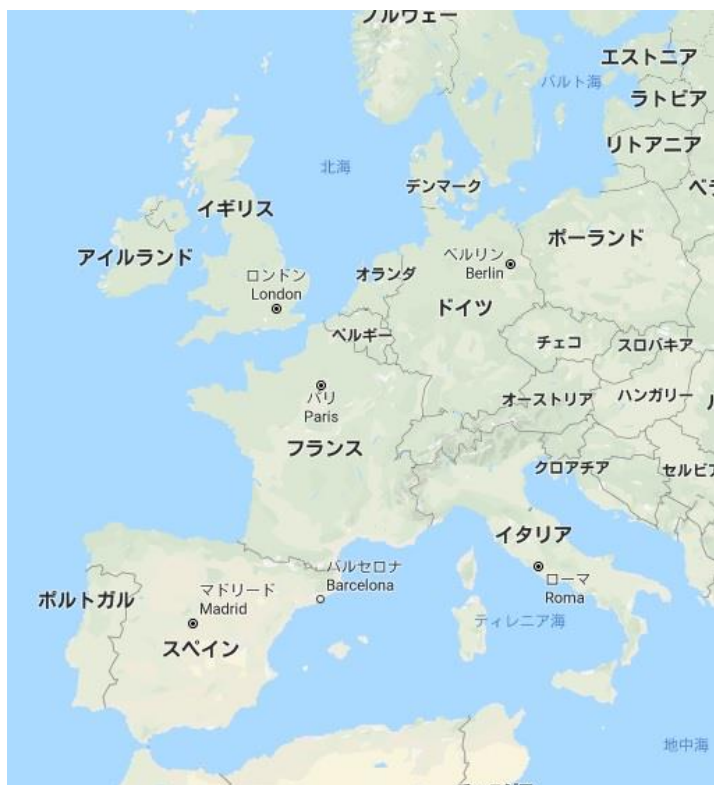 ノルウェー
エストニア
バルト海
ラトビア
リトアニア
北海
デンマーク
イギリス
アイルランド
ロンドン
London
オランダ
ベルリン
Berlin
ポーランド
ドイツ
ベルギー
チェコ
スロバキア
パリ
Paris
オーストリア
ハンガリー
フランス
クロアチア
セルビア
イタリア
バルセロナ
Barcelona
ローマ
Roma
ポルトガル
マドリード
Madrid
スペイン
ティレニア海
地中海